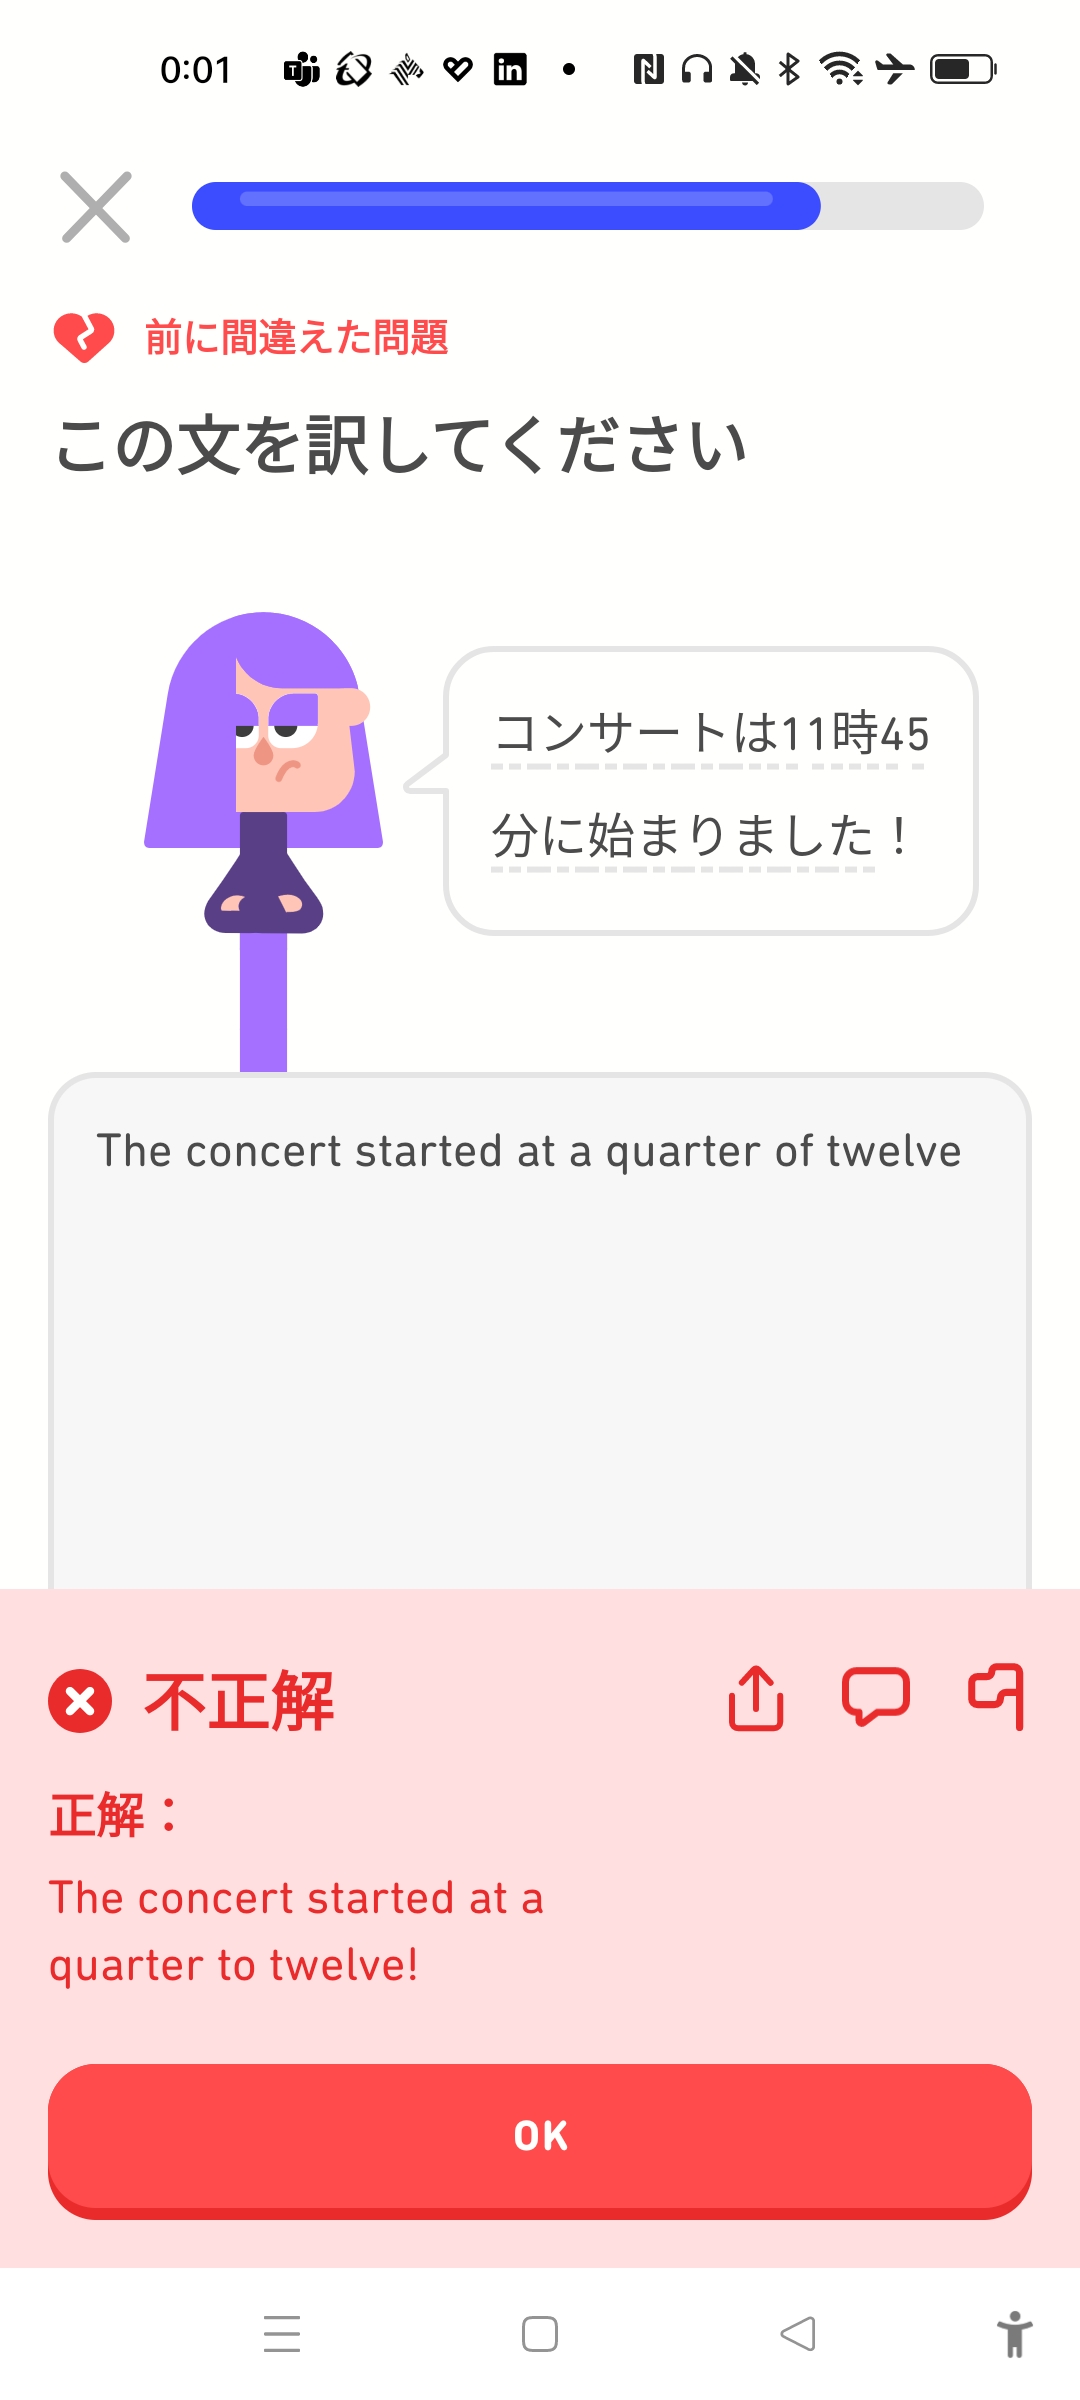 0:01
前に間違えた問題
この文を訳してください
コンサートは11時45
分に始まりました！
The concert started at a quarter of twelve
不正解
正解：
The concert started at a
quarter to twelve!
OK